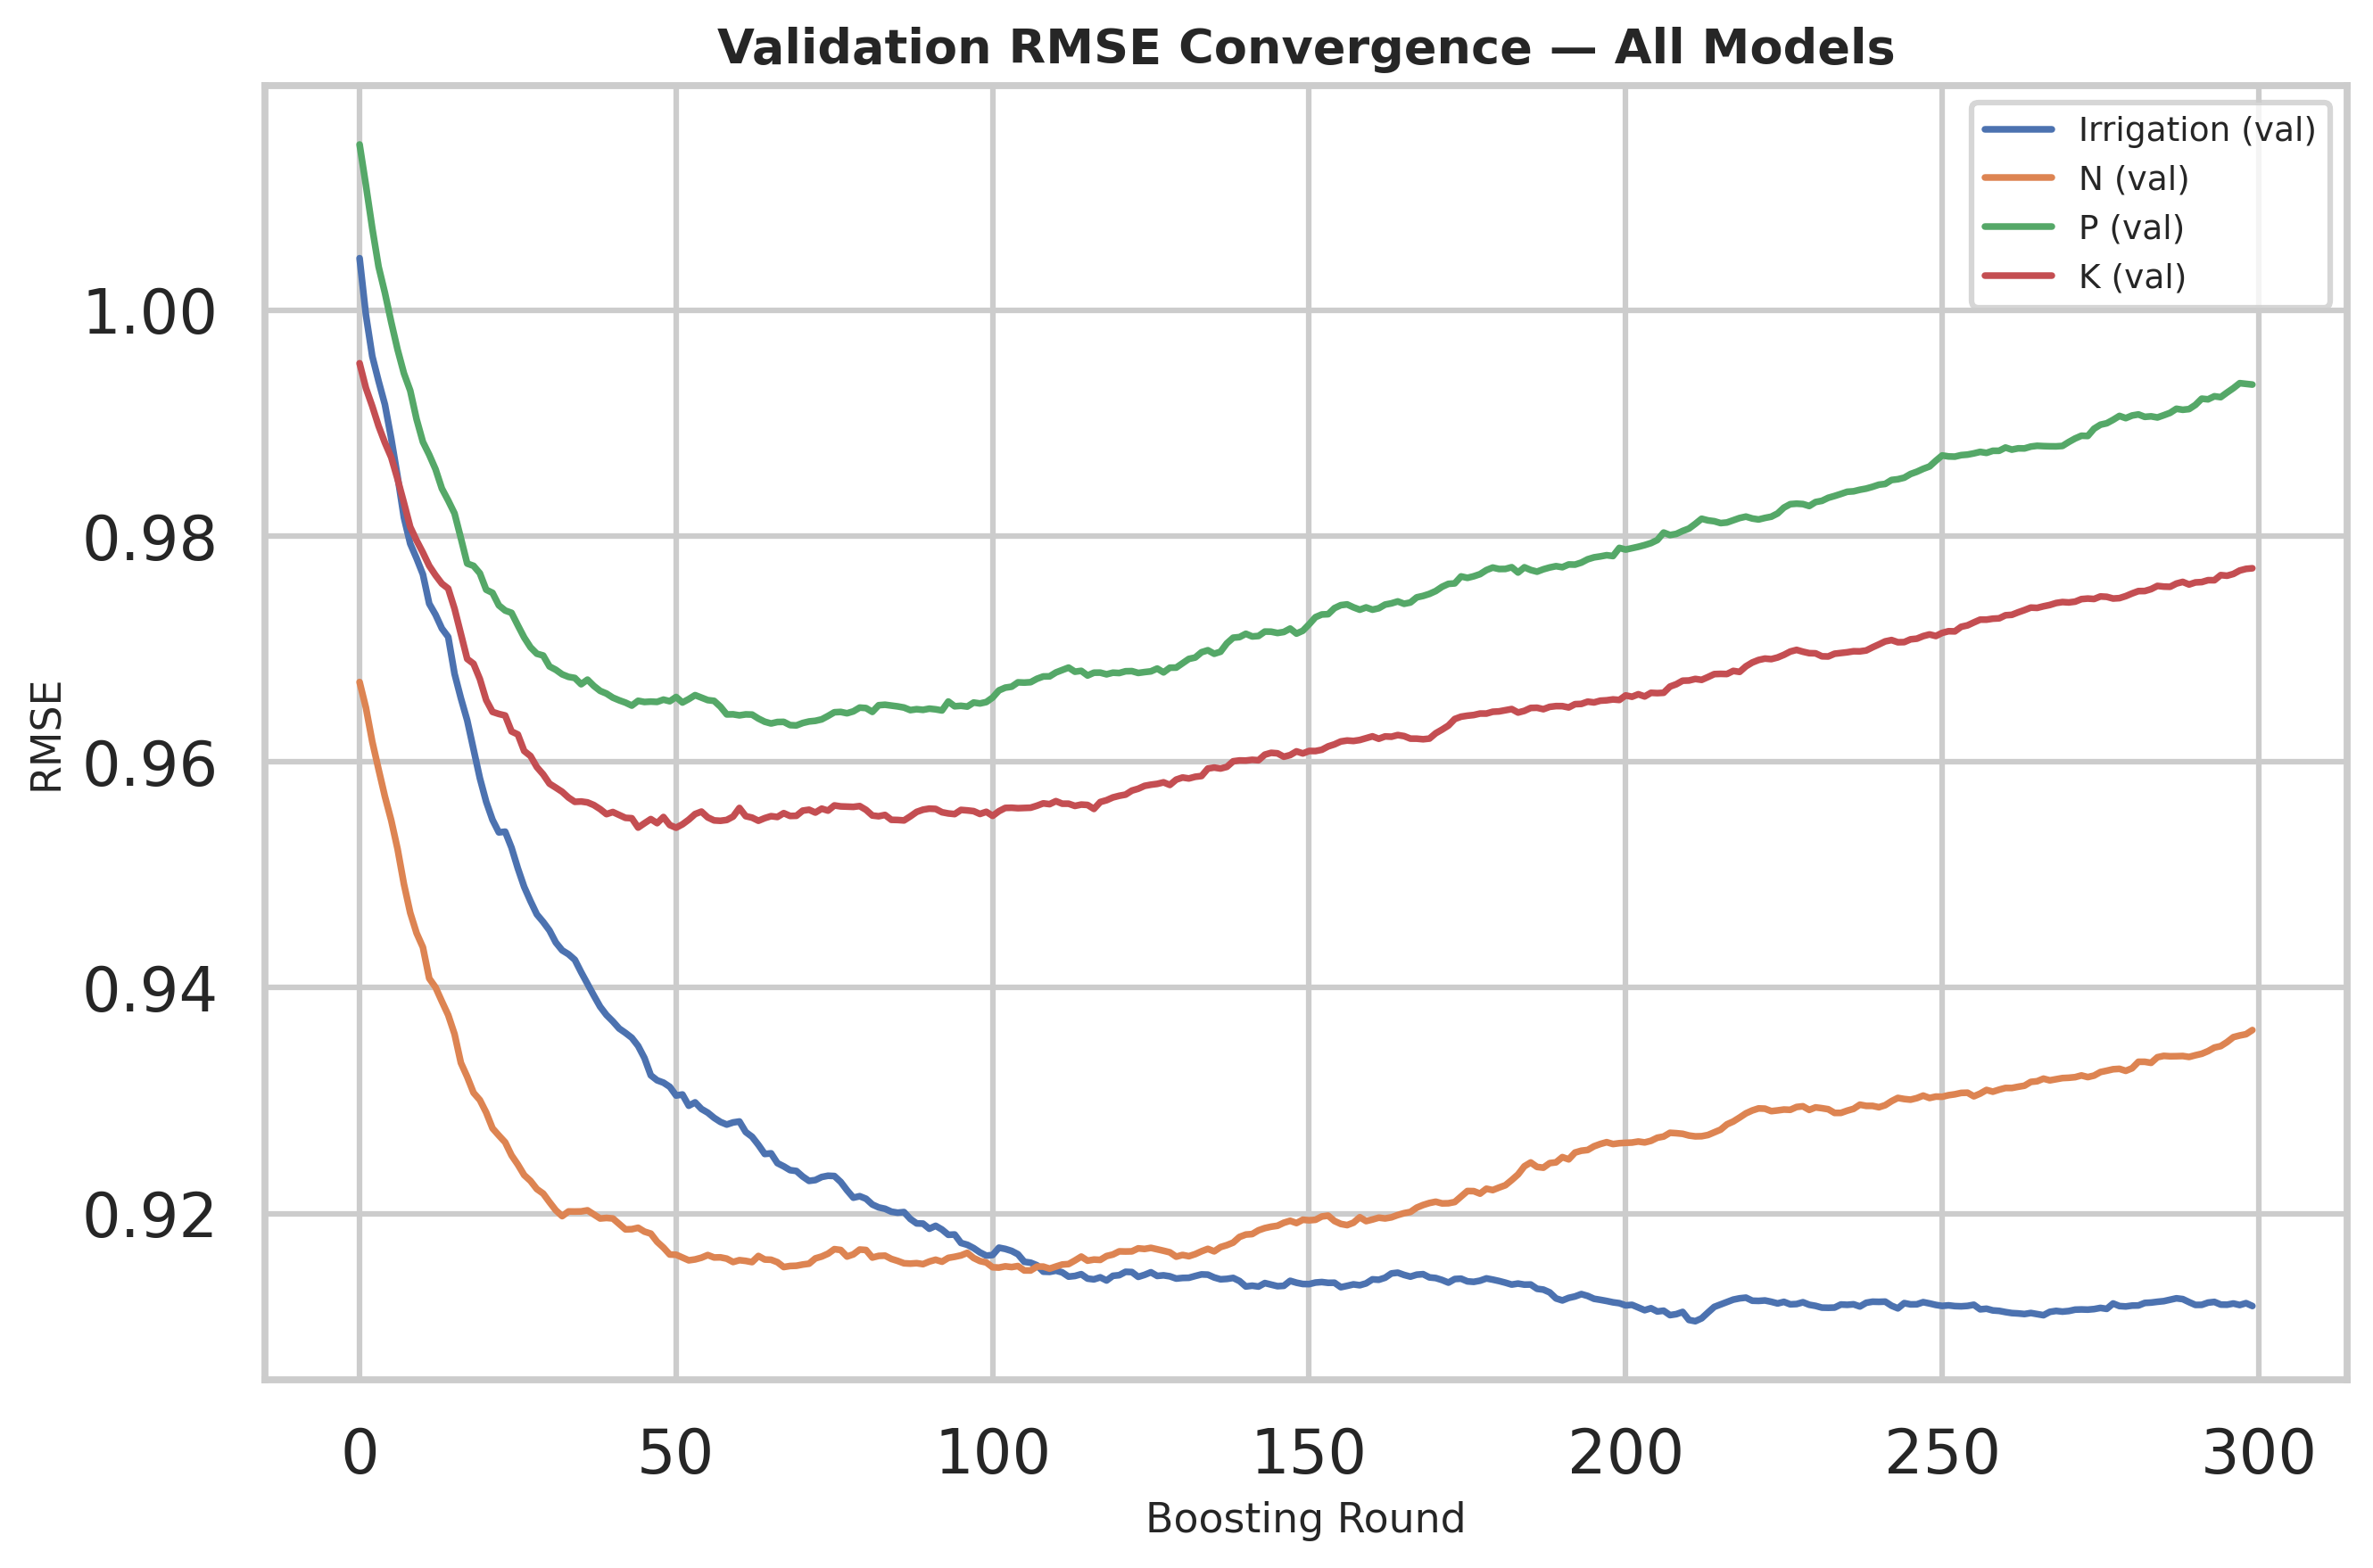 Validation RMSE Convergence — All Models
Irrigation (val)
N (val)
P (val)
K (val)
1.00
0.98
0.96
0.94
0.92
RMSE
0 50 100 150 200 250 300
Boosting Round